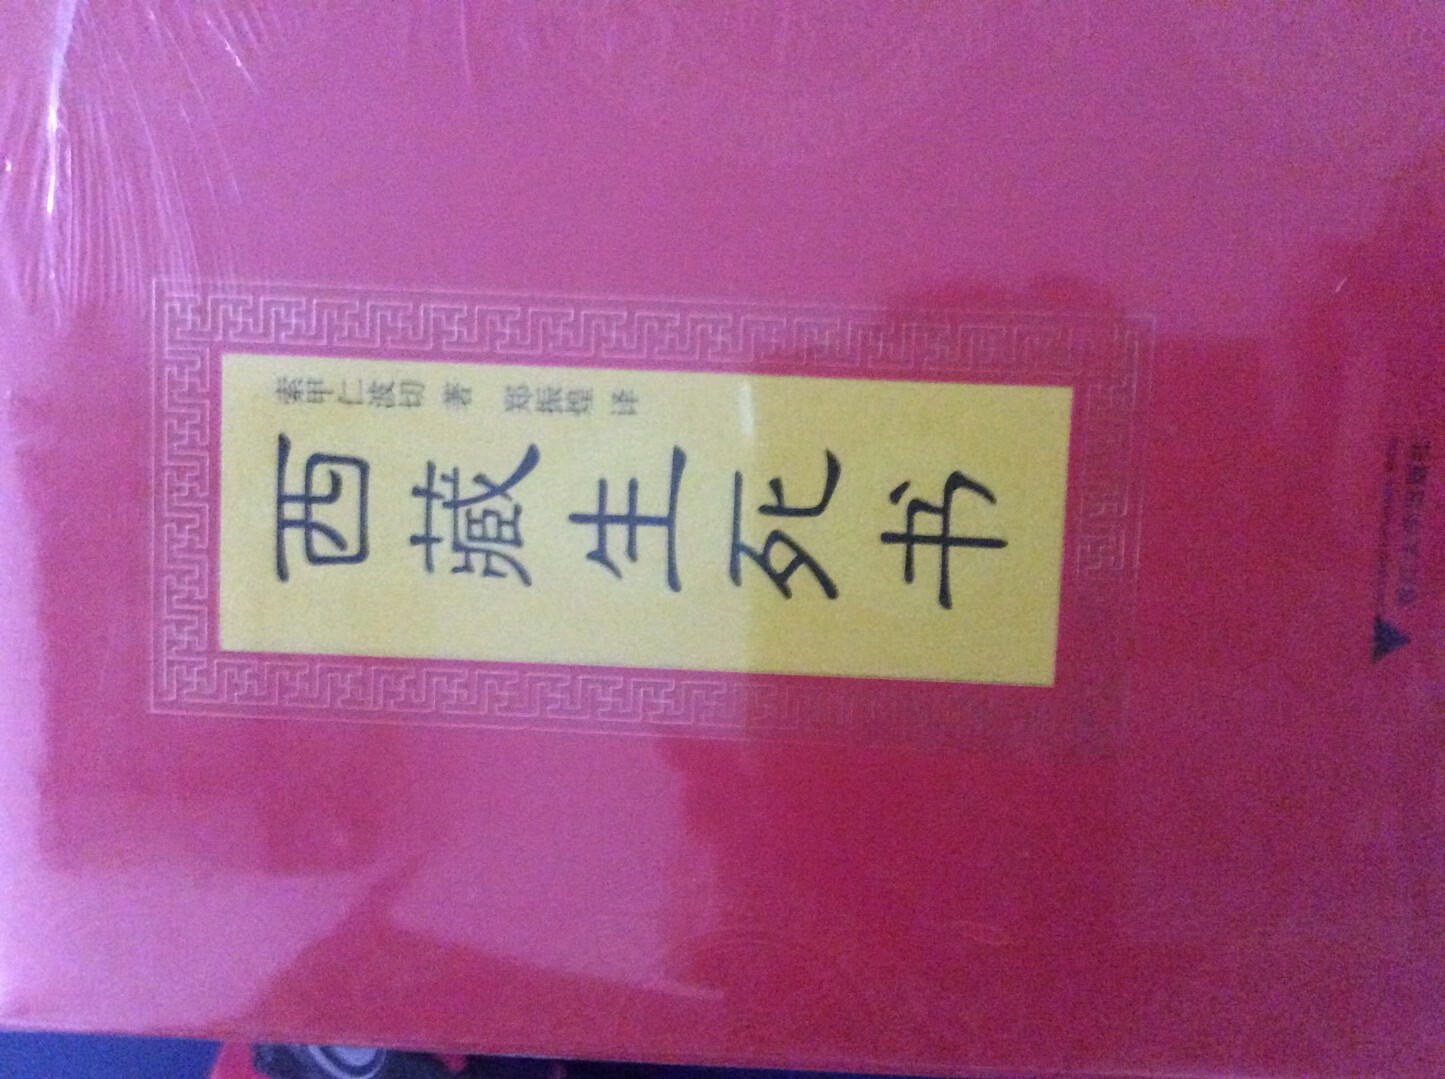 西藏生死书
索甲仁波切 著 郑振煌 译